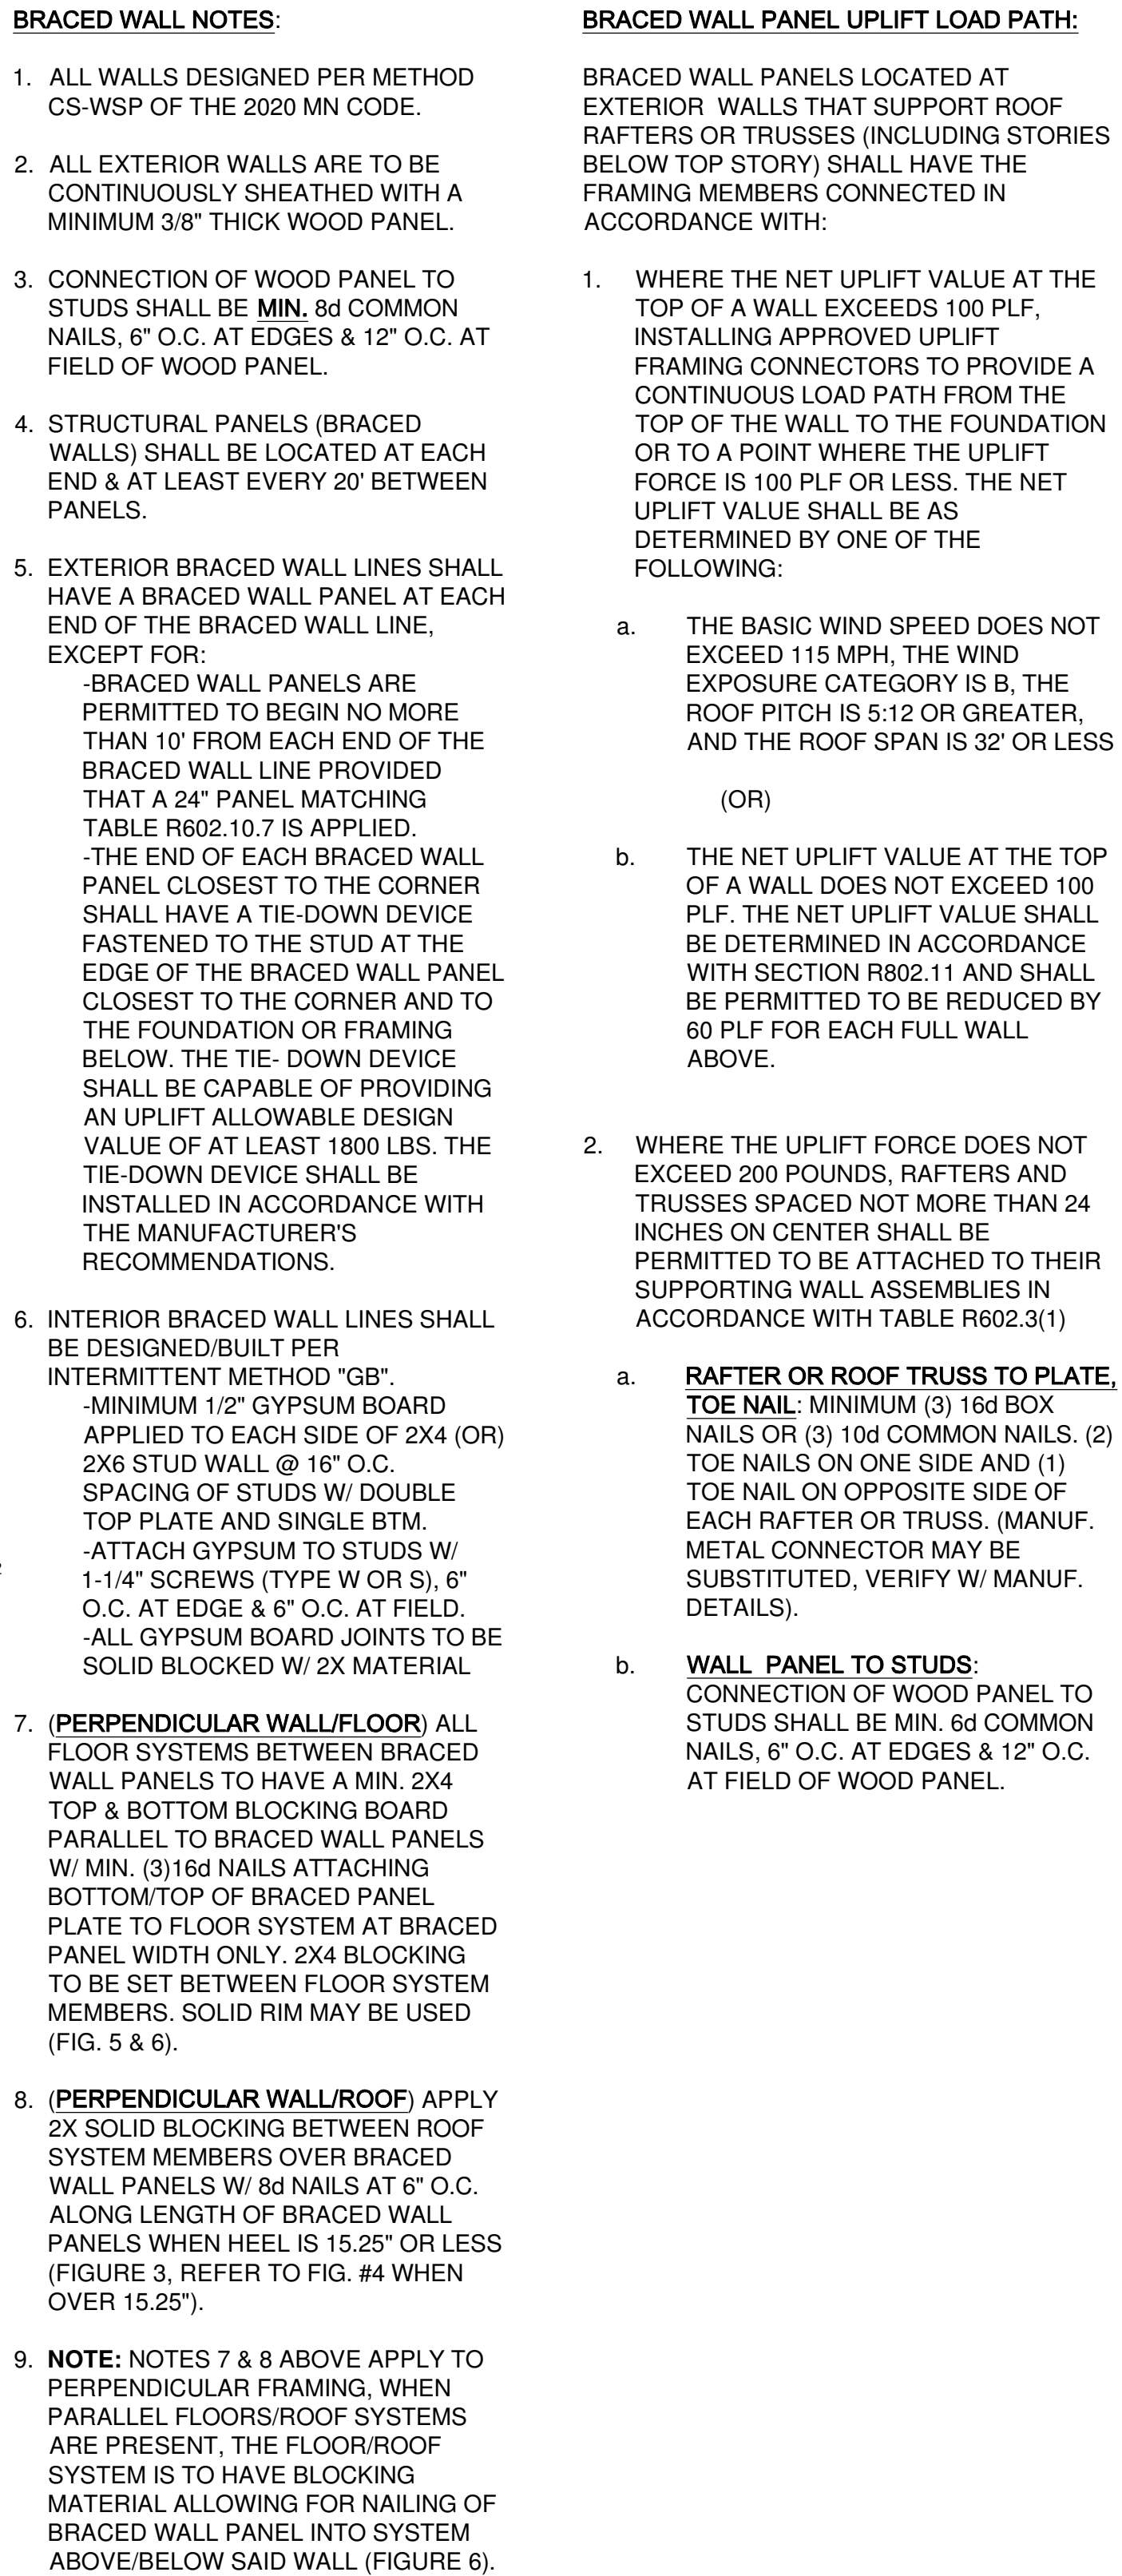 BRACED WALL NOTES:
1. ALL WALLS DESIGNED PER METHOD
CS-WSP OF THE 2020 MN CODE.
2. ALL EXTERIOR WALLS ARE TO BE
CONTINUOUSLY SHEATHED WITH A
MINIMUM 3/8" THICK WOOD PANEL.
3. CONNECTION OF WOOD PANEL TO
STUDS SHALL BE MIN. 8d COMMON
NAILS, 6" O.C. AT EDGES & 12" O.C. AT
FIELD OF WOOD PANEL.
4. STRUCTURAL PANELS (BRACED
WALLS) SHALL BE LOCATED AT EACH
END & AT LEAST EVERY 20' BETWEEN
PANELS.
5. EXTERIOR BRACED WALL LINES SHALL
HAVE A BRACED WALL PANEL AT EACH
END OF THE BRACED WALL LINE,
EXCEPT FOR:
-BRACED WALL PANELS ARE
PERMITTED TO BEGIN NO MORE
THAN 10' FROM EACH END OF THE
BRACED WALL LINE PROVIDED
THAT A 24" PANEL MATCHING
TABLE R602.10.7 IS APPLIED.
-THE END OF EACH BRACED WALL
PANEL CLOSEST TO THE CORNER
SHALL HAVE A TIE-DOWN DEVICE
FASTENED TO THE STUD AT THE
EDGE OF THE BRACED WALL PANEL
CLOSEST TO THE CORNER AND TO
THE FOUNDATION OR FRAMING
BELOW. THE TIE- DOWN DEVICE
SHALL BE CAPABLE OF PROVIDING
AN UPLIFT ALLOWABLE DESIGN
VALUE OF AT LEAST 1800 LBS. THE
TIE-DOWN DEVICE SHALL BE
INSTALLED IN ACCORDANCE WITH
THE MANUFACTURER'S
RECOMMENDATIONS.
6. INTERIOR BRACED WALL LINES SHALL
BE DESIGNED/BUILT PER
INTERMITTENT METHOD "GB".
-MINIMUM 1/2" GYPSUM BOARD
APPLIED TO EACH SIDE OF 2X4 (OR)
2X6 STUD WALL @ 16" O.C.
SPACING OF STUDS W/ DOUBLE
TOP PLATE AND SINGLE BTM.
-ATTACH GYPSUM TO STUDS W/
1-1/4" SCREWS (TYPE W OR S), 6"
O.C. AT EDGE & 6" O.C. AT FIELD.
-ALL GYPSUM BOARD JOINTS TO BE
SOLID BLOCKED W/ 2X MATERIAL
7. (PERPENDICULAR WALL/FLOOR) ALL
FLOOR SYSTEMS BETWEEN BRACED
WALL PANELS TO HAVE A MIN. 2X4
TOP & BOTTOM BLOCKING BOARD
PARALLEL TO BRACED WALL PANELS
W/ MIN. (3)16d NAILS ATTACHING
BOTTOM/TOP OF BRACED PANEL
PLATE TO FLOOR SYSTEM AT BRACED
PANEL WIDTH ONLY. 2X4 BLOCKING
TO BE SET BETWEEN FLOOR SYSTEM
MEMBERS. SOLID RIM MAY BE USED
(FIG. 5 & 6).
8. (PERPENDICULAR WALL/ROOF) APPLY
2X SOLID BLOCKING BETWEEN ROOF
SYSTEM MEMBERS OVER BRACED
WALL PANELS W/ 8d NAILS AT 6" O.C.
ALONG LENGTH OF BRACED WALL
PANELS WHEN HEEL IS 15.25" OR LESS
(FIGURE 3, REFER TO FIG. #4 WHEN
OVER 15.25").
9. NOTE: NOTES 7 & 8 ABOVE APPLY TO
PERPENDICULAR FRAMING, WHEN
PARALLEL FLOORS/ROOF SYSTEMS
ARE PRESENT, THE FLOOR/ROOF
SYSTEM IS TO HAVE BLOCKING
MATERIAL ALLOWING FOR NAILING OF
BRACED WALL PANEL INTO SYSTEM
ABOVE/BELOW SAID WALL (FIGURE 6).
BRACED WALL PANEL UPLIFT LOAD PATH:
BRACED WALL PANELS LOCATED AT
EXTERIOR WALLS THAT SUPPORT ROOF
RAFTERS OR TRUSSES (INCLUDING STORIES
BELOW TOP STORY) SHALL HAVE THE
FRAMING MEMBERS CONNECTED IN
ACCORDANCE WITH:
1. WHERE THE NET UPLIFT VALUE AT THE
TOP OF A WALL EXCEEDS 100 PLF,
INSTALLING APPROVED UPLIFT
FRAMING CONNECTORS TO PROVIDE A
CONTINUOUS LOAD PATH FROM THE
TOP OF THE WALL TO THE FOUNDATION
OR TO A POINT WHERE THE UPLIFT
FORCE IS 100 PLF OR LESS. THE NET
UPLIFT VALUE SHALL BE AS
DETERMINED BY ONE OF THE
FOLLOWING:
a. THE BASIC WIND SPEED DOES NOT
EXCEED 115 MPH, THE WIND
EXPOSURE CATEGORY IS B, THE
ROOF PITCH IS 5:12 OR GREATER,
AND THE ROOF SPAN IS 32' OR LESS
(OR)
b. THE NET UPLIFT VALUE AT THE TOP
OF A WALL DOES NOT EXCEED 100
PLF. THE NET UPLIFT VALUE SHALL
BE DETERMINED IN ACCORDANCE
WITH SECTION R802.11 AND SHALL
BE PERMITTED TO BE REDUCED BY
60 PLF FOR EACH FULL WALL
ABOVE.
2. WHERE THE UPLIFT FORCE DOES NOT
EXCEED 200 POUNDS, RAFTERS AND
TRUSSES SPACED NOT MORE THAN 24
INCHES ON CENTER SHALL BE
PERMITTED TO BE ATTACHED TO THEIR
SUPPORTING WALL ASSEMBLIES IN
ACCORDANCE WITH TABLE R602.3(1)
a. RAFTER OR ROOF TRUSS TO PLATE,
TOE NAIL: MINIMUM (3) 16d BOX
NAILS OR (3) 10d COMMON NAILS. (2)
TOE NAILS ON ONE SIDE AND (1)
TOE NAIL ON OPPOSITE SIDE OF
EACH RAFTER OR TRUSS. (MANUF.
METAL CONNECTOR MAY BE
SUBSTITUTED, VERIFY W/ MANUF.
DETAILS).
b. WALL PANEL TO STUDS:
CONNECTION OF WOOD PANEL TO
STUDS SHALL BE MIN. 6d COMMON
NAILS, 6" O.C. AT EDGES & 12" O.C.
AT FIELD OF WOOD PANEL.